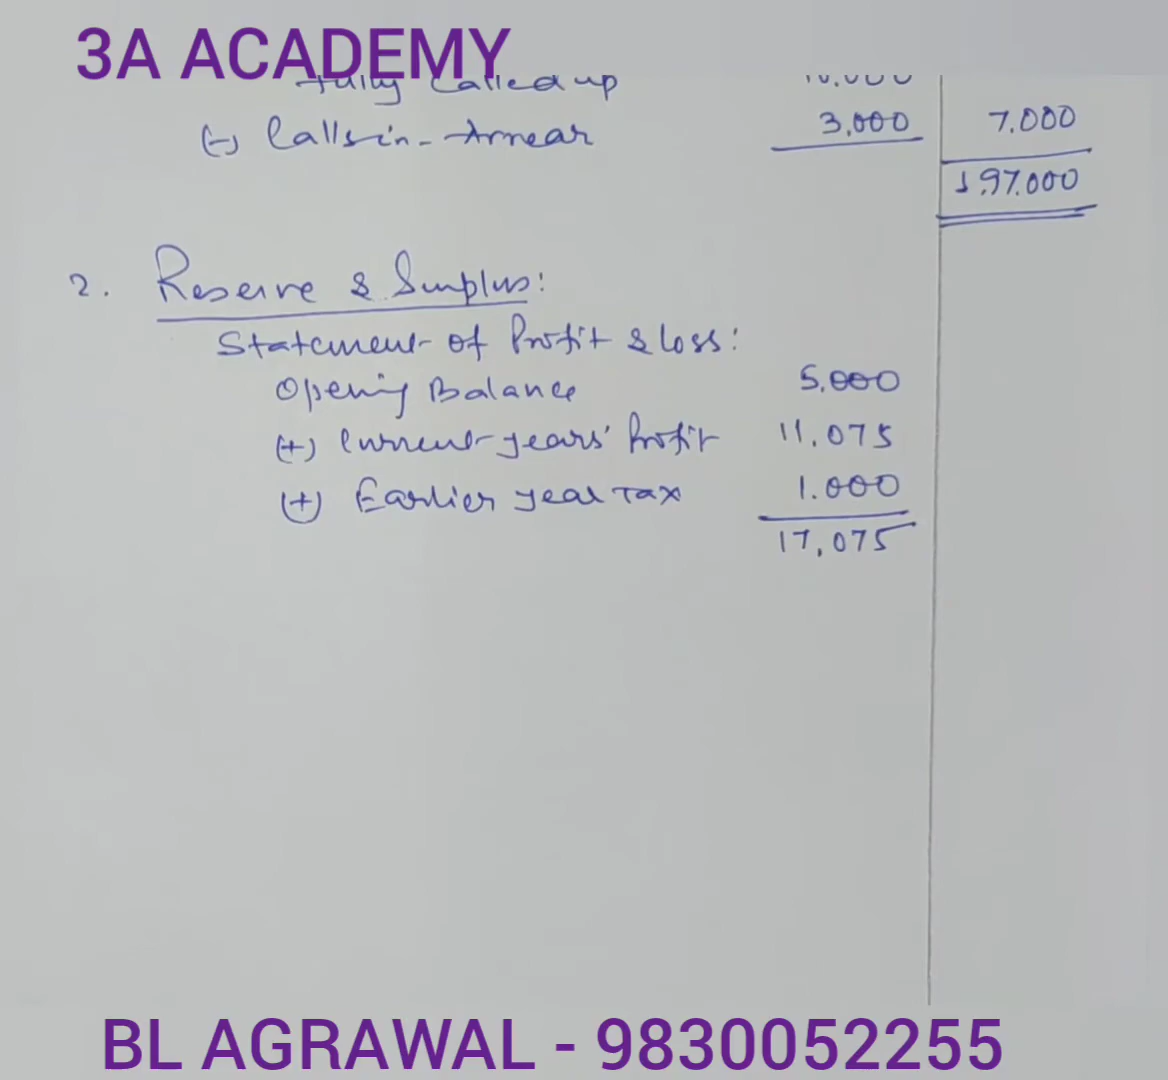 3A ACADEMY
fully Called up 10,000
(-) Calls in - Arrear 3,000 7,000
1,97,000
2. Reserve & Surplus:
Statement of Profit & loss:
Opening Balance 5,000
(+) Current years' Profit 11,075
(+) Earlier year Tax 1,000
17,075
BL AGRAWAL - 9830052255